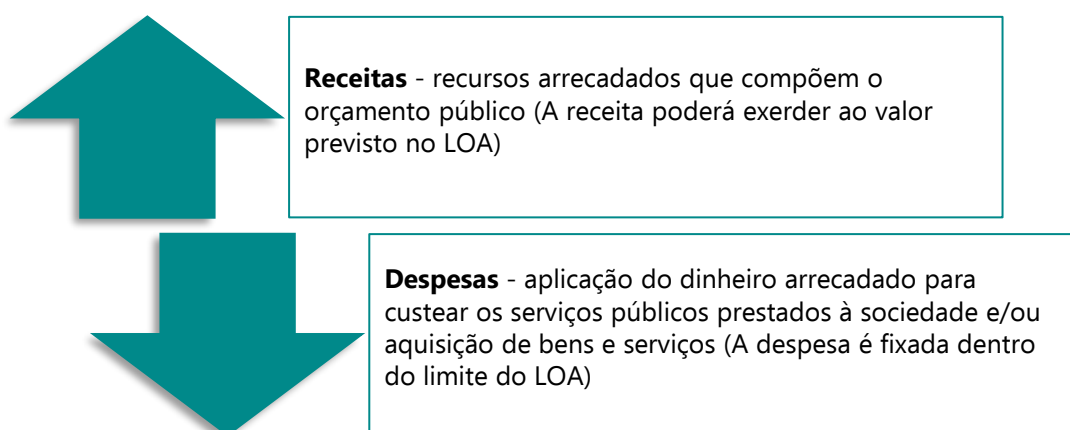 Receitas - recursos arrecadados que compõem o
orçamento público (A receita poderá exerder ao valor
previsto no LOA)
Despesas - aplicação do dinheiro arrecadado para
custear os serviços públicos prestados à sociedade e/ou
aquisição de bens e serviços (A despesa é fixada dentro
do limite do LOA)